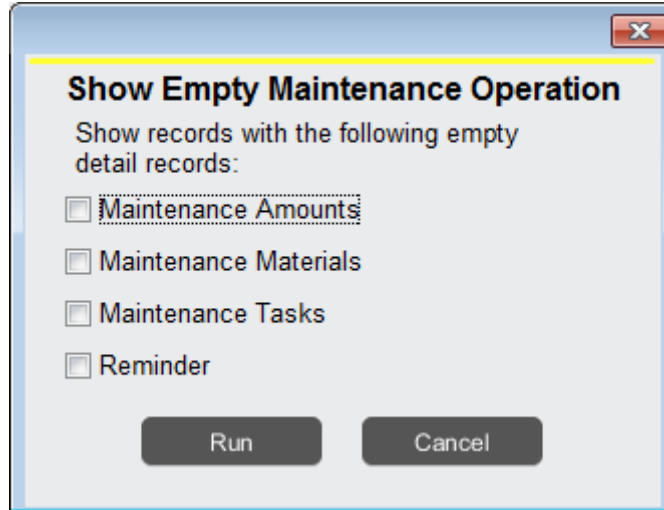 Show Empty Maintenance Operation
Show records with the following empty
detail records:
Maintenance Amounts
Maintenance Materials
Maintenance Tasks
Reminder
Run Cancel